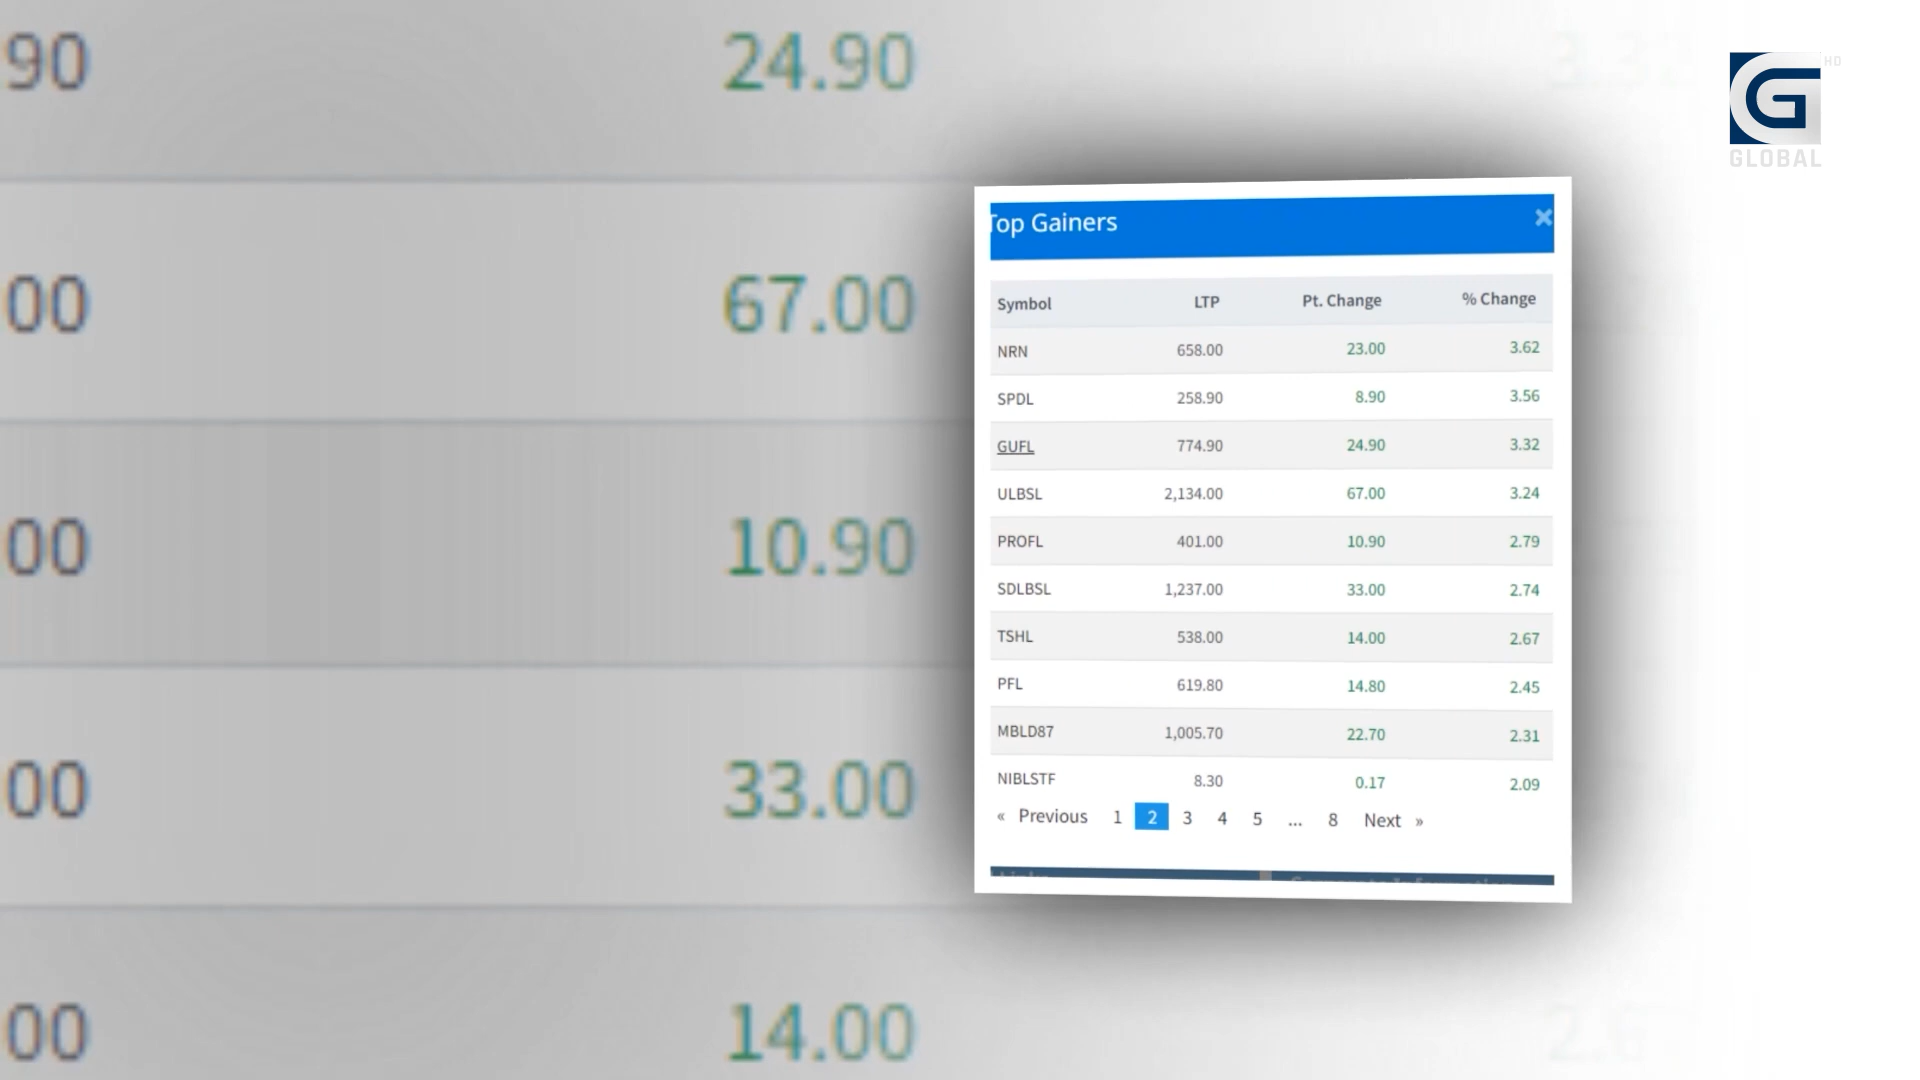 90 24.90
00 67.00
00 10.90
00 33.00
00 14.00
HD
GLOBAL
Top Gainers ×
Symbol LTP Pt. Change % Change
NRN 658.00 23.00 3.62
SPDL 258.90 8.90 3.56
GUFL 774.90 24.90 3.32
ULBSL 2,134.00 67.00 3.24
PROFL 401.00 10.90 2.79
SDLBSL 1,237.00 33.00 2.74
TSHL 538.00 14.00 2.67
PFL 619.80 14.80 2.45
MBLD87 1,005.70 22.70 2.31
NIBLSTF 8.30 0.17 2.09
« Previous 1 2 3 4 5 ... 8 Next »